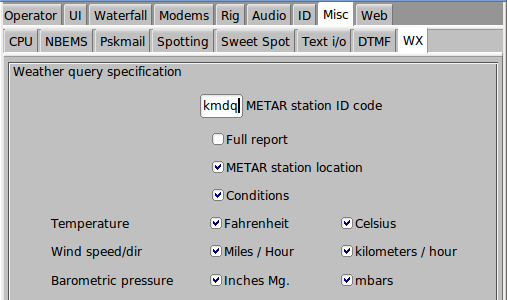 Operator UI Waterfall Modems Rig Audio ID Misc Web
CPU NBEMS Pskmail Spotting Sweet Spot Text i/o DTMF WX
Weather query specification
kmdq METAR station ID code
Full report
METAR station location
Conditions
Temperature Fahrenheit Celsius
Wind speed/dir Miles / Hour kilometers / hour
Barometric pressure Inches Mg. mbars